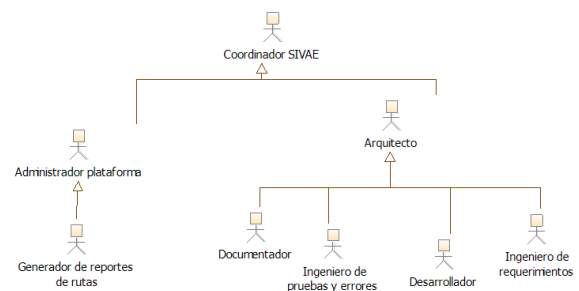 Coordinador SIVAE
Arquitecto
Administrador plataforma
Documentador
Ingeniero de
pruebas y errores
Desarrollador
Ingeniero de
requerimientos
Generador de reportes
de rutas